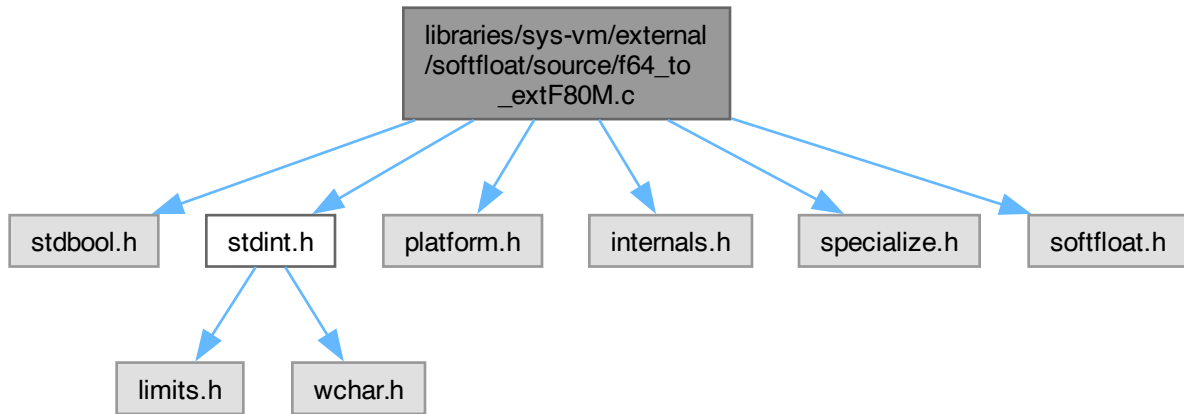 libraries/sys-vm/external
/softfloat/source/f64_to
_extF80M.c
stdbool.h
stdint.h
platform.h
internals.h
specialize.h
softfloat.h
limits.h
wchar.h